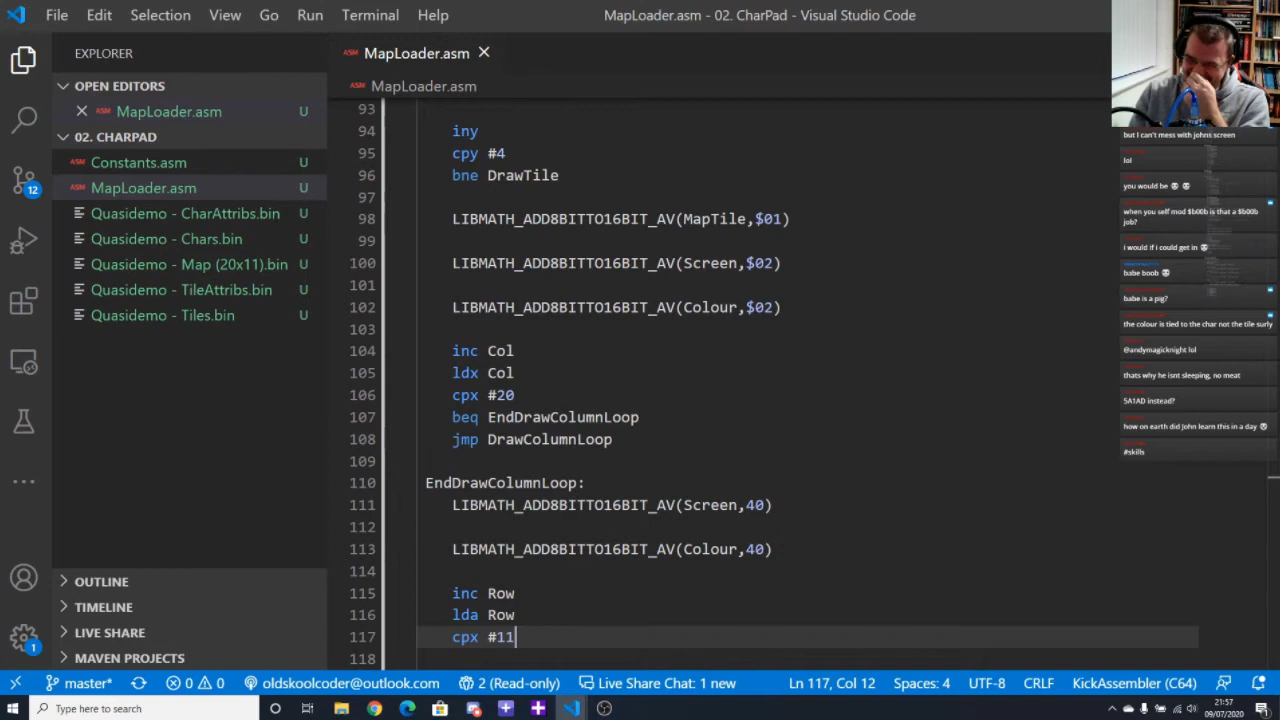 File Edit Selection View Go Run Terminal Help
MapLoader.asm - 02. CharPad - Visual Studio Code
EXPLORER
OPEN EDITORS
ASM MapLoader.asm U
02. CHARPAD
ASM Constants.asm U
ASM MapLoader.asm U
Quasidemo - CharAttribs.bin U
Quasidemo - Chars.bin U
Quasidemo - Map (20x11).bin U
Quasidemo - TileAttribs.bin U
Quasidemo - Tiles.bin U
12
1
OUTLINE
TIMELINE
LIVE SHARE
MAVEN PROJECTS
ASM MapLoader.asm
ASM MapLoader.asm
93
94 iny
95 cpy #4
96 bne DrawTile
97
98 LIBMATH_ADD8BITTO16BIT_AV(MapTile,$01)
99
100 LIBMATH_ADD8BITTO16BIT_AV(Screen,$02)
101
102 LIBMATH_ADD8BITTO16BIT_AV(Colour,$02)
103
104 inc Col
105 ldx Col
106 cpx #20
107 beq EndDrawColumnLoop
108 jmp DrawColumnLoop
109
110 EndDrawColumnLoop:
111 LIBMATH_ADD8BITTO16BIT_AV(Screen,40)
112
113 LIBMATH_ADD8BITTO16BIT_AV(Colour,40)
114
115 inc Row
116 lda Row
117 cpx #11
118
but I can't mess with johns screen
lol
you would be
when you self mod $b00b is that a $b00b
job?
i would if i could get in
babe boob
babe is a pig?
the colour is tied to the char not the tile surly
@andymagicknight lol
thats why he isnt sleeping, no meat
5A1AD instead?
how on earth did John learn this in a day
#skills
master* 0 0 oldskoolcoder@outlook.com 2 (Read-only) Live Share Chat: 1 new Ln 117, Col 12 Spaces: 4 UTF-8 CRLF KickAssembler (C64)
Type here to search
21:57
09/07/2020